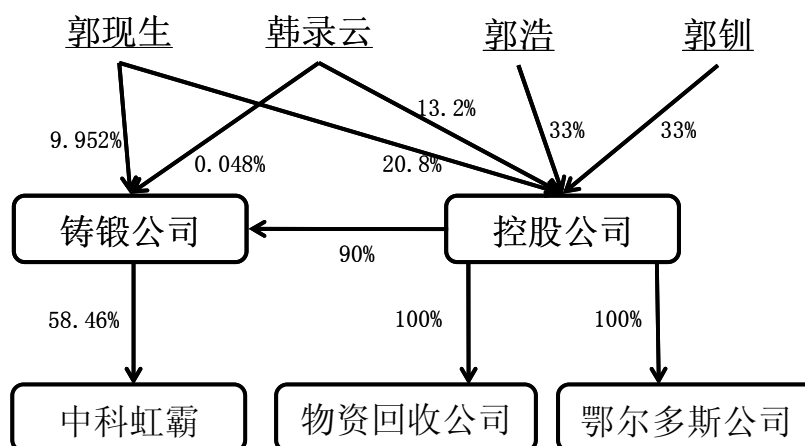 郭现生 韩录云 郭浩 郭钏
13.2%
9.952% 33% 33%
0.048% 20.8%
铸锻公司 控股公司
90%
58.46% 100% 100%
中科虹霸 物资回收公司 鄂尔多斯公司